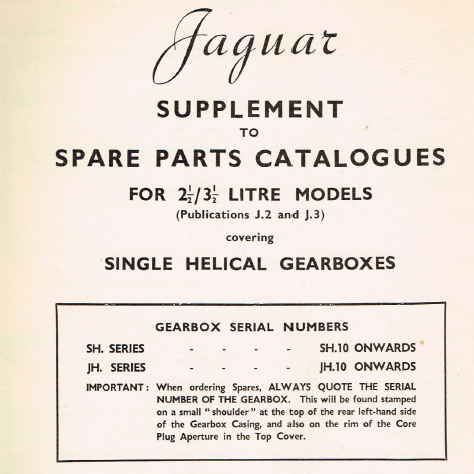 Jaguar
SUPPLEMENT
TO
SPARE PARTS CATALOGUES
FOR 2½/3½ LITRE MODELS
(Publications J.2 and J.3)
covering
SINGLE HELICAL GEARBOXES
GEARBOX SERIAL NUMBERS
SH. SERIES - - - - SH.10 ONWARDS
JH. SERIES - - - - JH.10 ONWARDS
IMPORTANT : When ordering Spares, ALWAYS QUOTE THE SERIAL
NUMBER OF THE GEARBOX. This will be found stamped
on a small "shoulder" at the top of the rear left-hand side
of the Gearbox Casing, and also on the rim of the Core
Plug Aperture in the Top Cover.